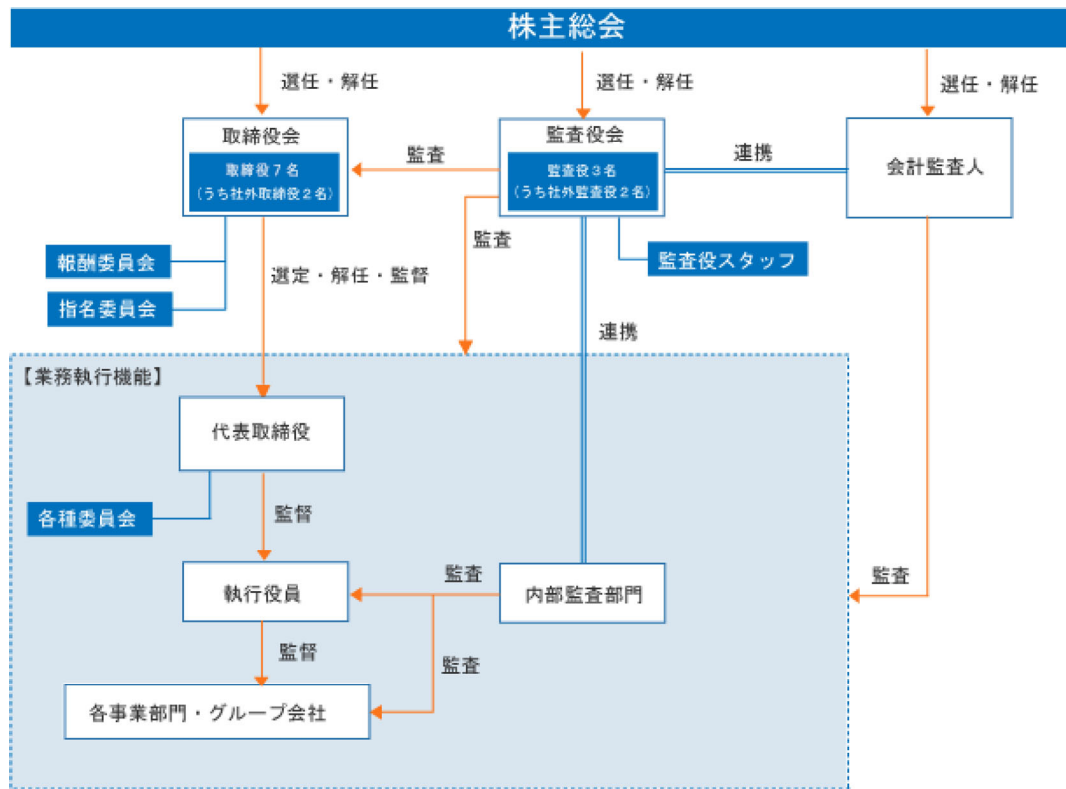 株主総会
選任・解任
選任・解任
選任・解任
取締役会
取締役7名
(うち社外取締役2名)
監査
監査役会
監査役3名
(うち社外監査役2名)
連携
会計監査人
報酬委員会
指名委員会
選定・解任・監督
監査
監査役スタッフ
連携
【業務執行機能】
代表取締役
各種委員会
監督
執行役員
監査
内部監査部門
監査
監督
監査
各事業部門・グループ会社